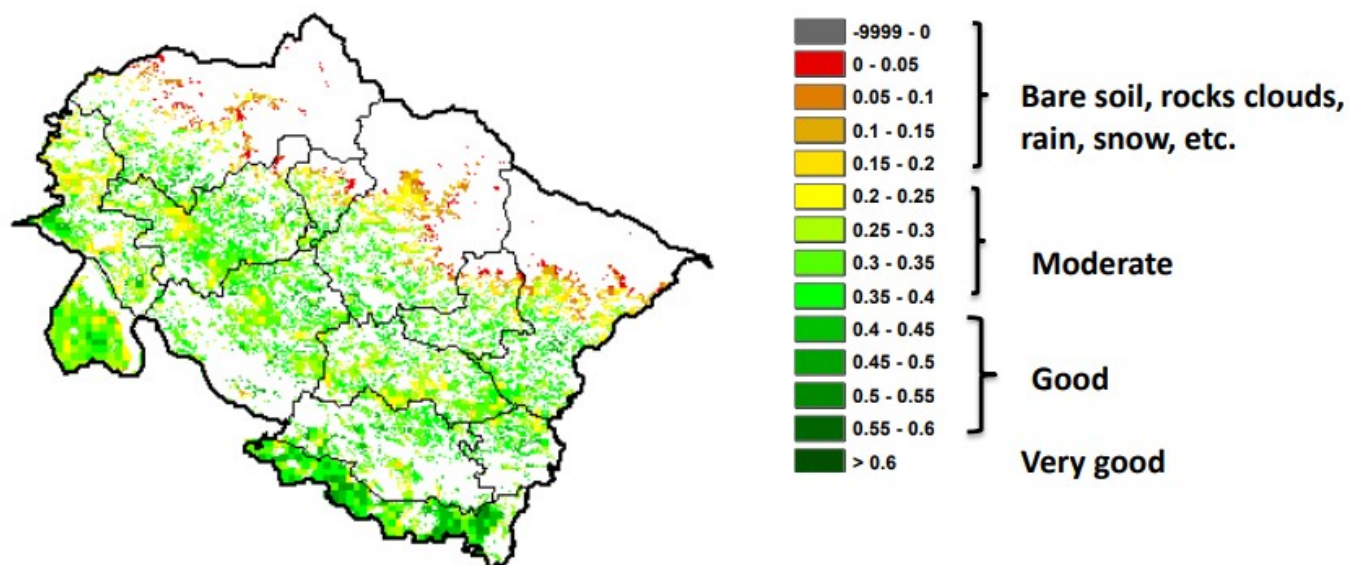 -9999 - 0
0 - 0.05
0.05 - 0.1
0.1 - 0.15
0.15 - 0.2
0.2 - 0.25
0.25 - 0.3
0.3 - 0.35
0.35 - 0.4
0.4 - 0.45
0.45 - 0.5
0.5 - 0.55
0.55 - 0.6
> 0.6
Bare soil, rocks clouds,
rain, snow, etc.
Moderate
Good
Very good